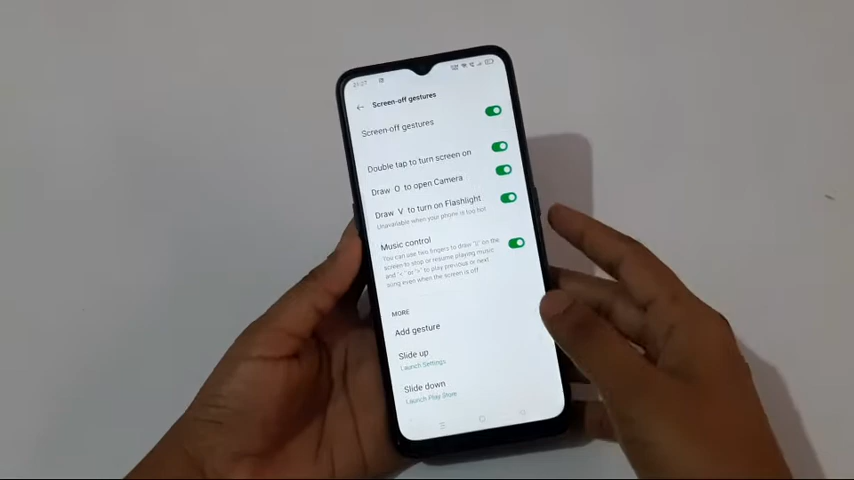 Screen-off gestures
Screen-off gestures
Double tap to turn screen on
Draw O to open Camera
Draw V to turn on Flashlight
Unavailable when your phone is too hot
Music control
You can use two fingers to draw "||" on the
screen to stop or resume playing music
and "<" or ">" to play previous or next
song even when the screen is off
MORE
Add gesture
Slide up
Launch Settings
Slide down
Launch Play Store